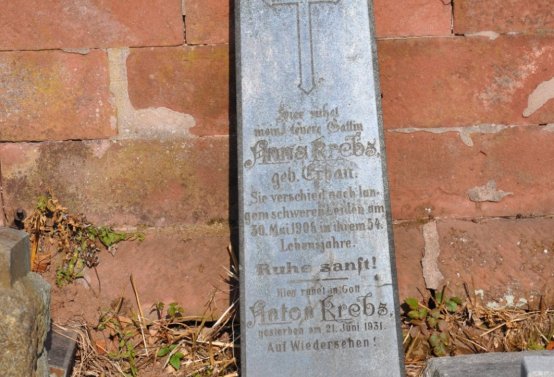 Hier ruhet
meine teuere Gattin
Anna Krebs,
geb. Erhart.
Sie verschied nach lan-
gem schweren Leiden am
30. Mai 1906 in ihrem 54.
Lebensjahre.
Ruhe sanft!
Hier ruhet in Gott
Anton Krebs,
gestorben am 21. Juni 1931.
Auf Wiedersehen!